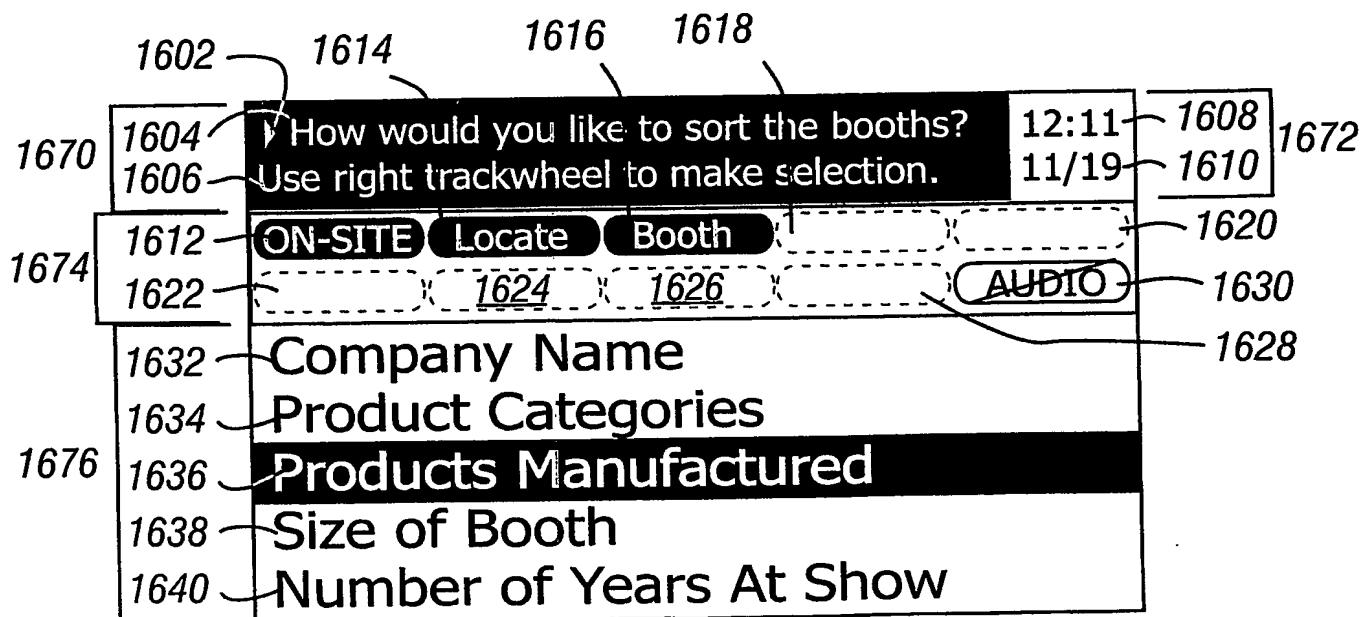 1602 1614 1616 1618
1670 1604 How would you like to sort the booths? 12:11 1608 1672
1606 Use right trackwheel to make selection. 11/19 1610
1674 1612 ON-SITE Locate Booth 1620
1622 1624 1626 AUDIO 1630
1632 Company Name 1628
1634 Product Categories
1676 1636 Products Manufactured
1638 Size of Booth
1640 Number of Years At Show